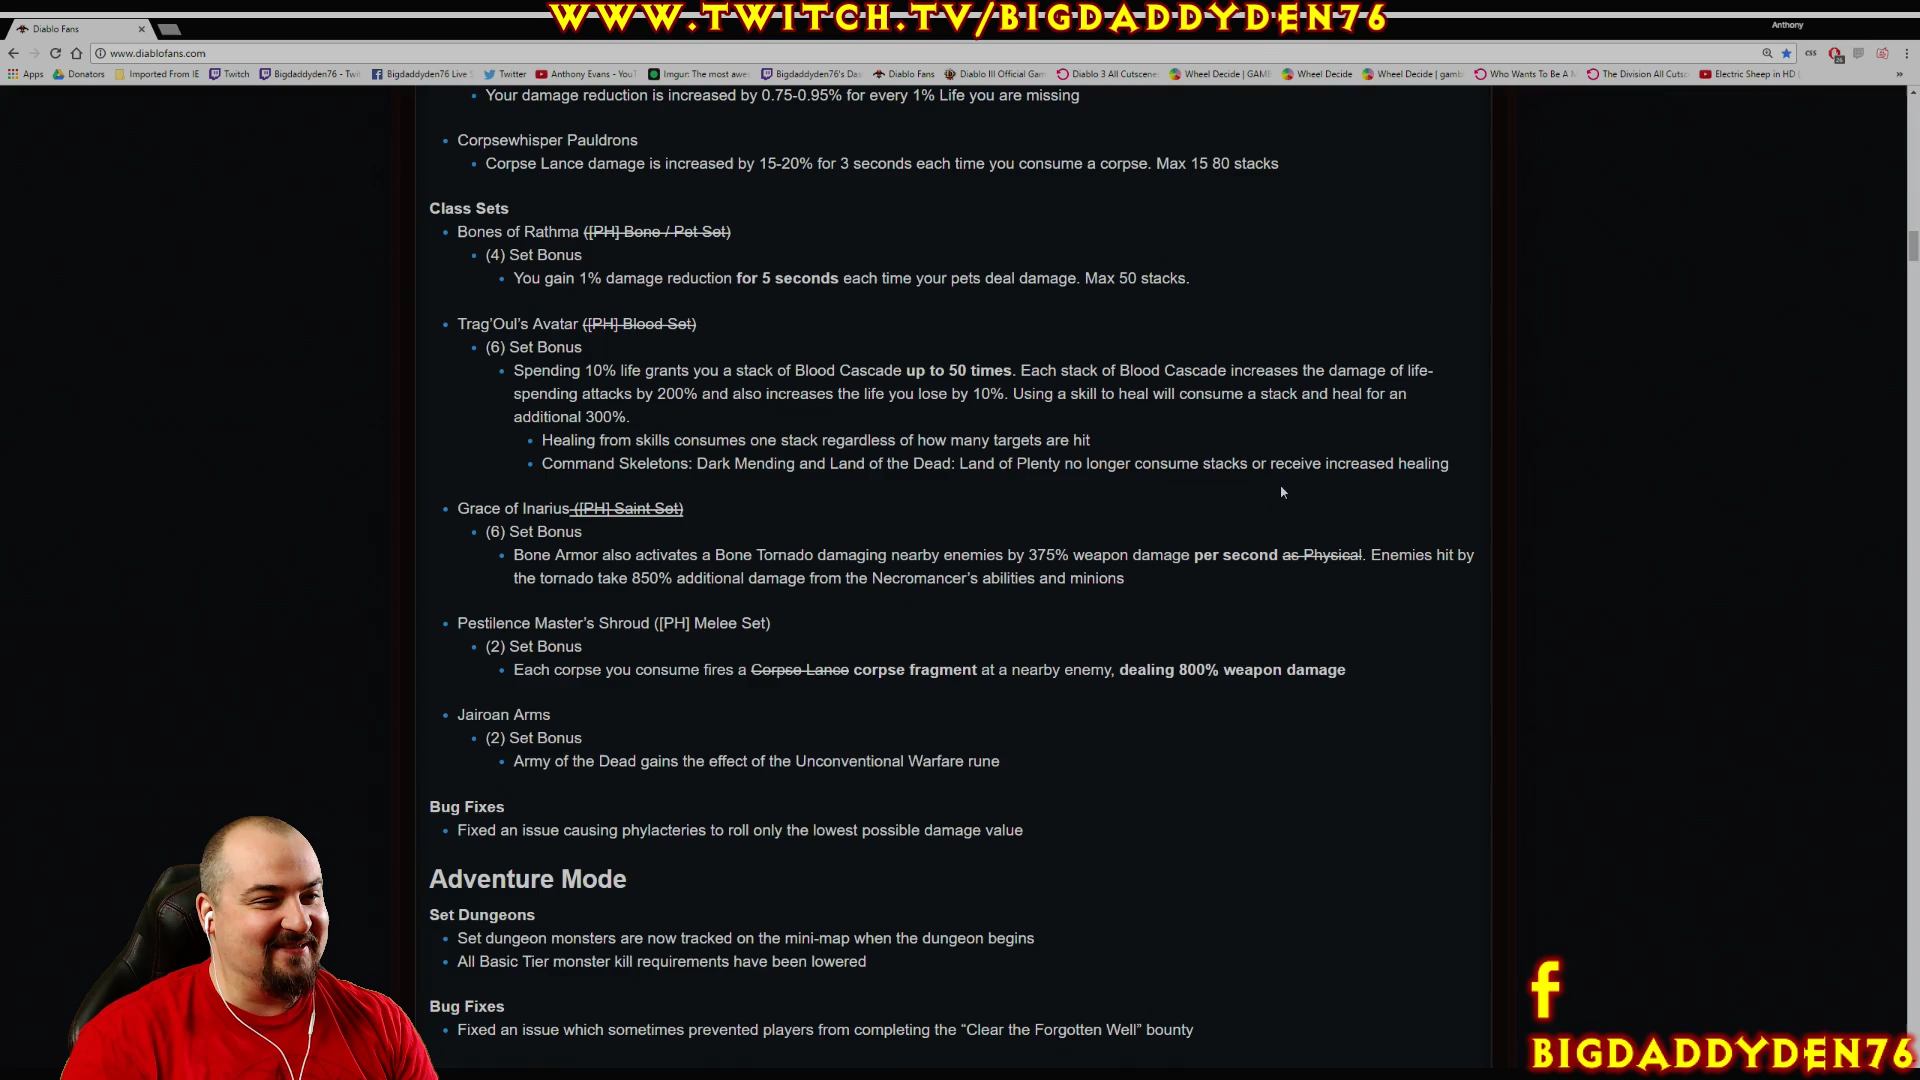 WWW.TWITCH.TV/BIGDADDYDEN76
Diablo Fans
Anthony
www.diablofans.com
css
Apps Donators Imported From IE Twitch Bigdaddyden76 - Twi Bigdaddyden76 Live Twitter Anthony Evans - You Imgur: The most awe Bigdaddyden76's Das Diablo Fans Diablo III Official Gam Diablo 3 All Cutscene Wheel Decide | GAM Wheel Decide Wheel Decide | gamb Who Wants To Be A The Division All Cuts Electric Sheep in HD
Your damage reduction is increased by 0.75-0.95% for every 1% Life you are missing
Corpsewhisper Pauldrons
Corpse Lance damage is increased by 15-20% for 3 seconds each time you consume a corpse. Max 15 80 stacks
Class Sets
Bones of Rathma ([PH] Bone / Pet Set)
(4) Set Bonus
You gain 1% damage reduction for 5 seconds each time your pets deal damage. Max 50 stacks.
Trag'Oul's Avatar ([PH] Blood Set)
(6) Set Bonus
Spending 10% life grants you a stack of Blood Cascade up to 50 times. Each stack of Blood Cascade increases the damage of life-
spending attacks by 200% and also increases the life you lose by 10%. Using a skill to heal will consume a stack and heal for an
additional 300%.
Healing from skills consumes one stack regardless of how many targets are hit
Command Skeletons: Dark Mending and Land of the Dead: Land of Plenty no longer consume stacks or receive increased healing
Grace of Inarius ([PH] Saint Set)
(6) Set Bonus
Bone Armor also activates a Bone Tornado damaging nearby enemies by 375% weapon damage per second as Physical. Enemies hit by
the tornado take 850% additional damage from the Necromancer's abilities and minions
Pestilence Master's Shroud ([PH] Melee Set)
(2) Set Bonus
Each corpse you consume fires a Corpse Lance corpse fragment at a nearby enemy, dealing 800% weapon damage
Jairoan Arms
(2) Set Bonus
Army of the Dead gains the effect of the Unconventional Warfare rune
Bug Fixes
Fixed an issue causing phylacteries to roll only the lowest possible damage value
Adventure Mode
Set Dungeons
Set dungeon monsters are now tracked on the mini-map when the dungeon begins
All Basic Tier monster kill requirements have been lowered
Bug Fixes
Fixed an issue which sometimes prevented players from completing the “Clear the Forgotten Well” bounty
f
BIGDADDYDEN76